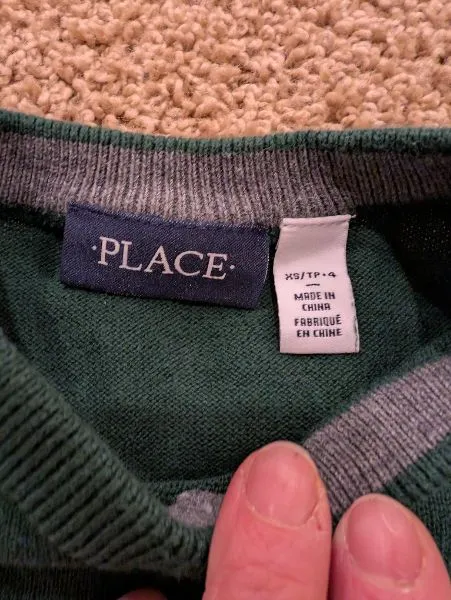 ·PLACE·
XS/TP·4
MADE IN
CHINA
FABRIQUÉ
EN CHINE